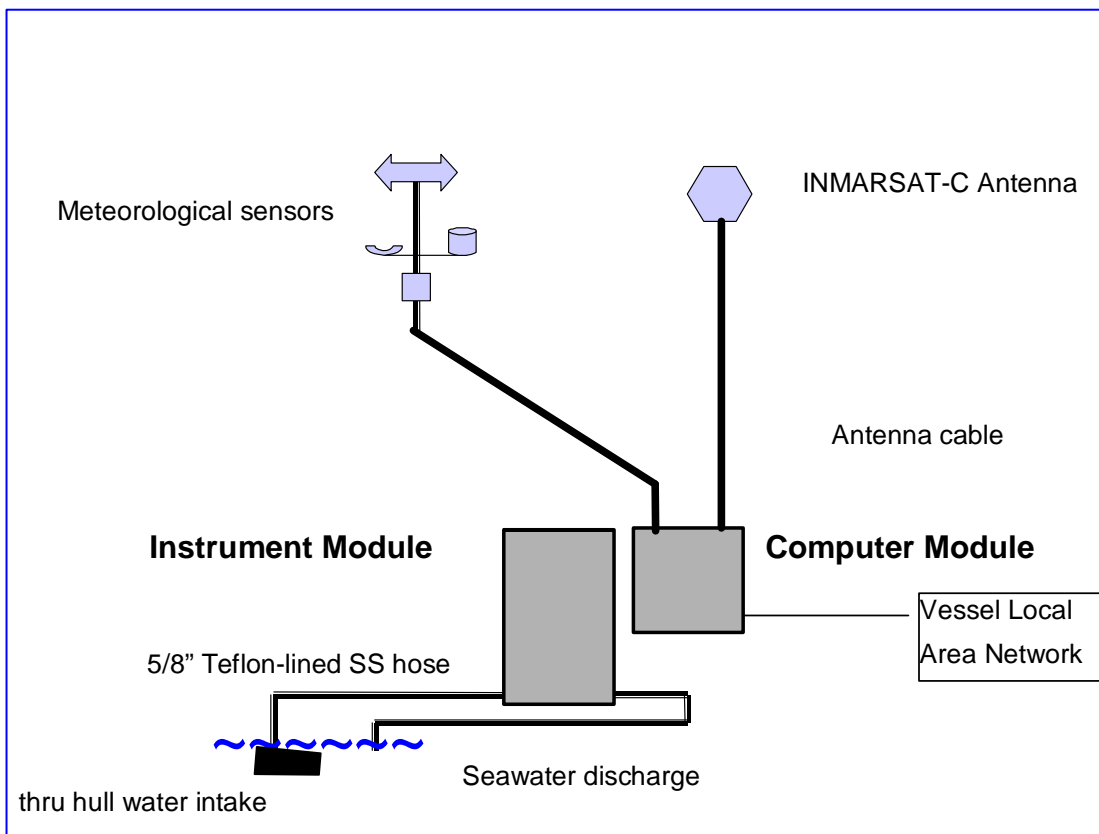 INMARSAT-C Antenna
Meteorological sensors
Antenna cable
Instrument Module
Computer Module
Vessel Local
Area Network
5/8” Teflon-lined SS hose
Seawater discharge
thru hull water intake